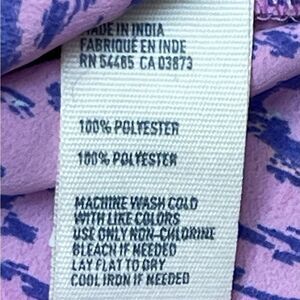 MADE IN INDIA
FABRIQUÉ EN INDE
RN 54485 CA 03873
100% POLYESTER
100% POLYESTER
MACHINE WASH COLD
WITH LIKE COLORS
USE ONLY NON-CHLORINE
BLEACH IF NEEDED
LAY FLAT TO DRY
COOL IRON IF NEEDED